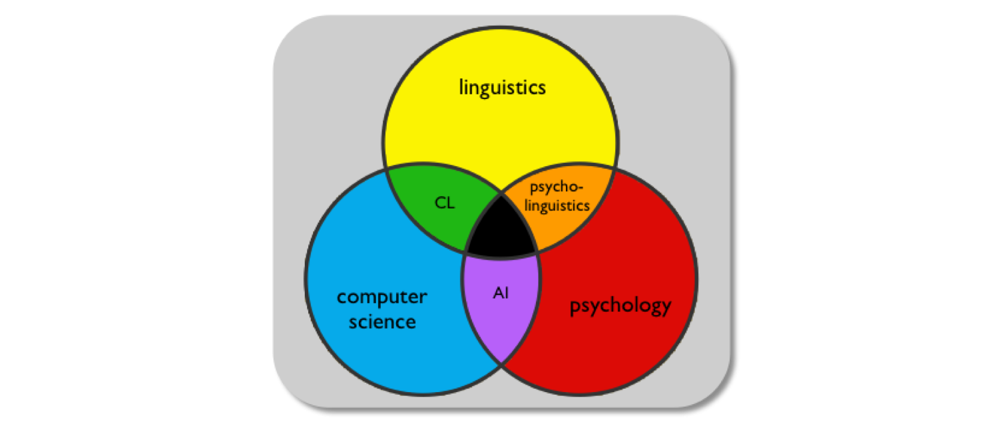 linguistics
CL
psycho-
linguistics
computer
science
AI
psychology